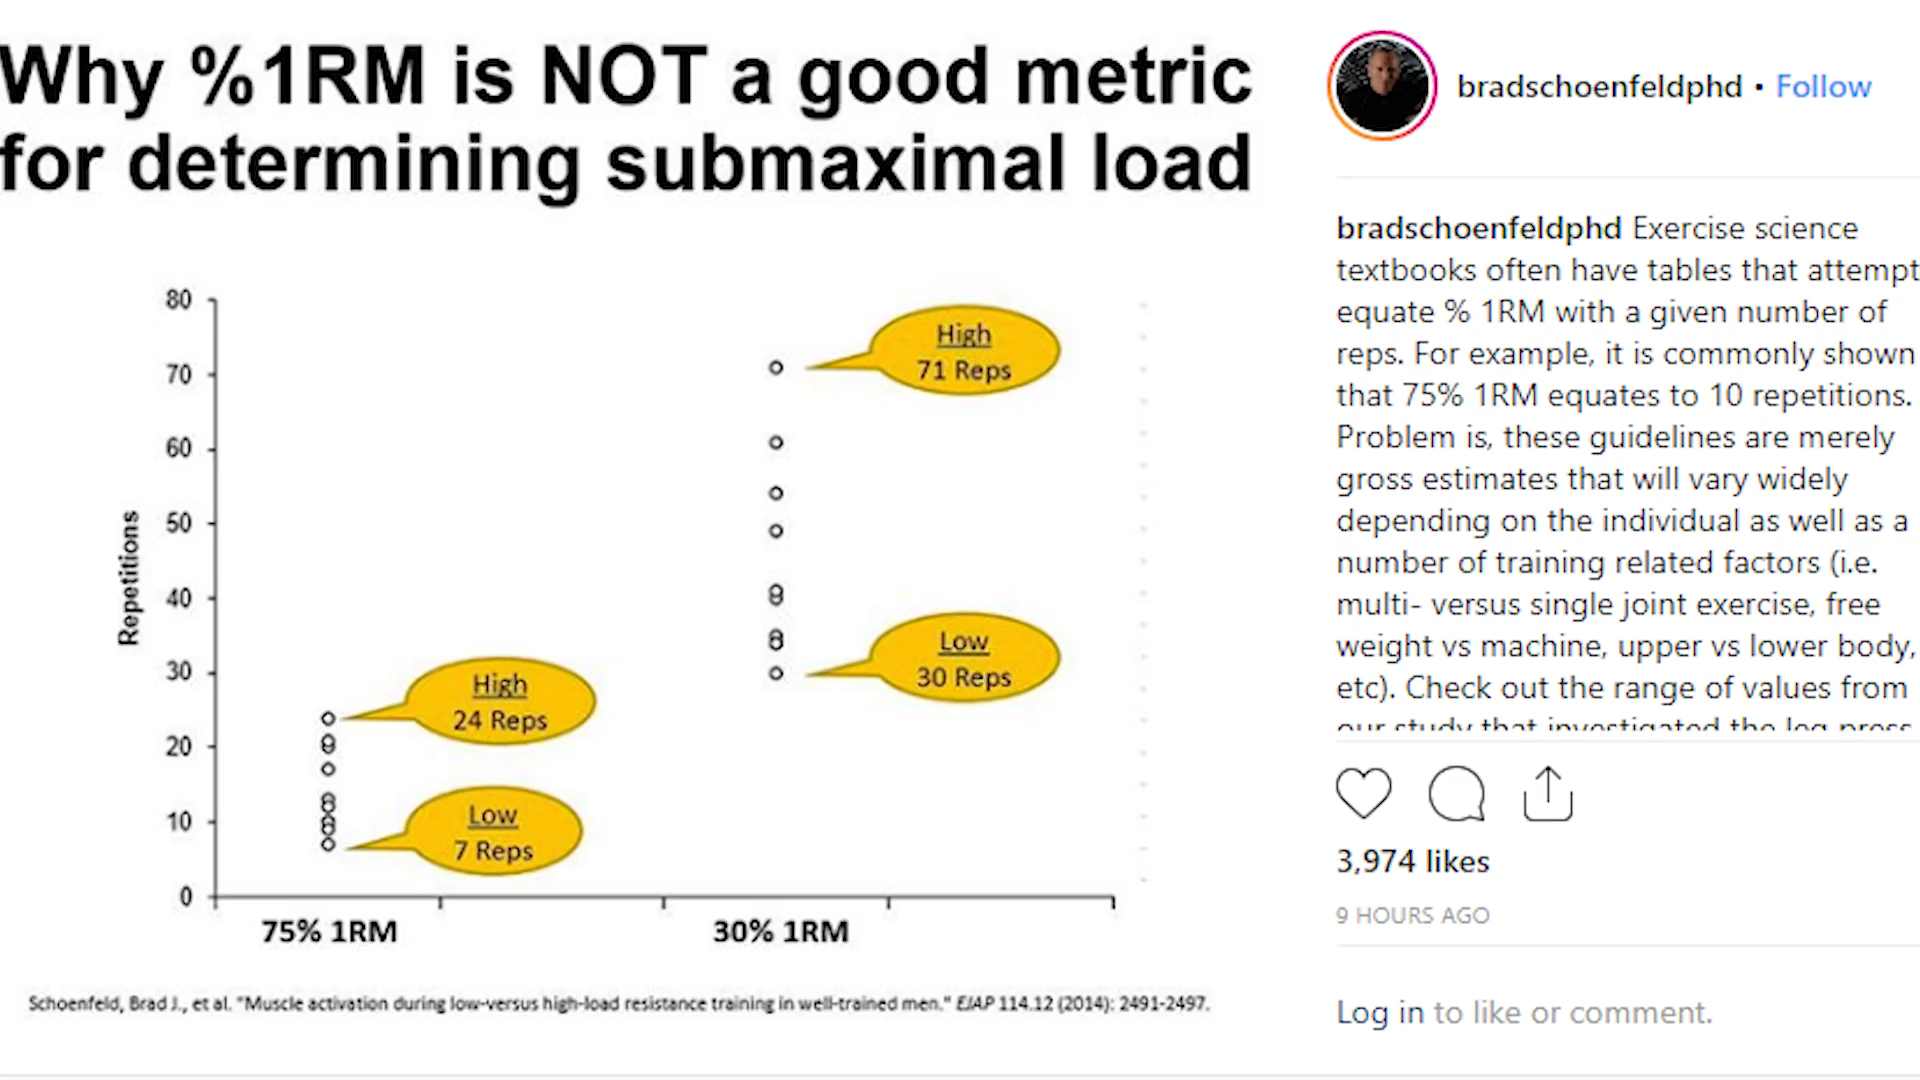 Why %1RM is NOT a good metric
for determining submaximal load
80
70
60
50
40
30
20
10
0
Repetitions
High
71 Reps
Low
30 Reps
High
24 Reps
Low
7 Reps
75% 1RM
30% 1RM
Schoenfeld, Brad J., et al. "Muscle activation during low-versus high-load resistance training in well-trained men." EJAP 114.12 (2014): 2491-2497.
bradschoenfeldphd • Follow
bradschoenfeldphd Exercise science
textbooks often have tables that attempt
equate % 1RM with a given number of
reps. For example, it is commonly shown
that 75% 1RM equates to 10 repetitions.
Problem is, these guidelines are merely
gross estimates that will vary widely
depending on the individual as well as a
number of training related factors (i.e.
multi- versus single joint exercise, free
weight vs machine, upper vs lower body,
etc). Check out the range of values from
our study that investigated the leg press
3,974 likes
9 HOURS AGO
Log in to like or comment.